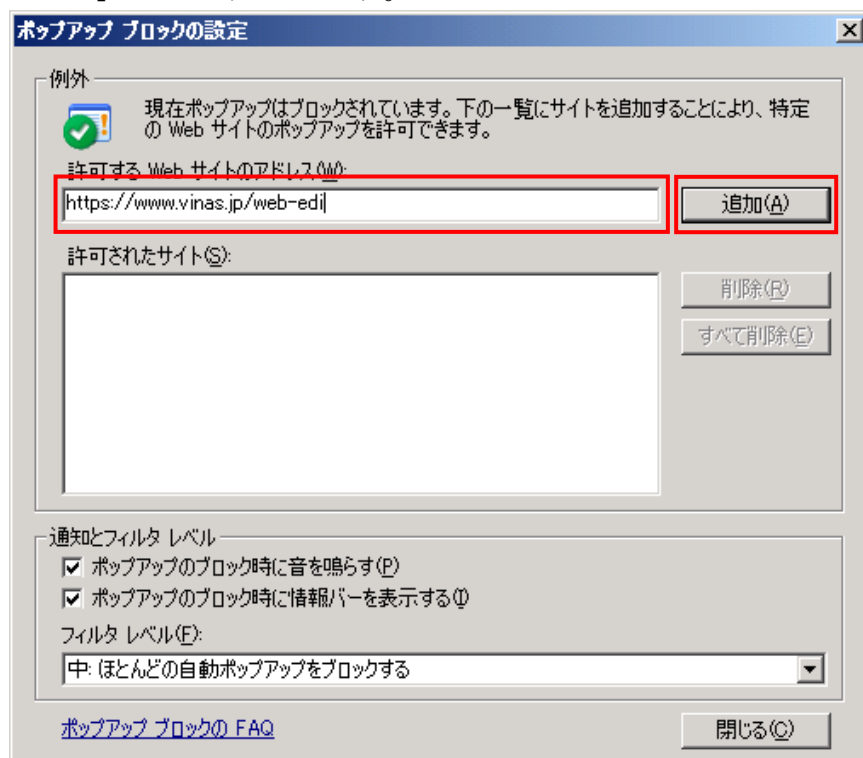 ポップアップ ブロックの設定
例外
現在ポップアップはブロックされています。下の一覧にサイトを追加することにより、特定
の Web サイトのポップアップを許可できます。
許可する Web サイトのアドレス(W):
https://www.vinas.jp/web-edi
追加(A)
許可されたサイト(S):
削除(R)
すべて削除(E)
通知とフィルタ レベル
ポップアップのブロック時に音を鳴らす(P)
ポップアップのブロック時に情報バーを表示する(I)
フィルタ レベル(F):
中: ほとんどの自動ポップアップをブロックする
ポップアップ ブロックの FAQ
閉じる(C)